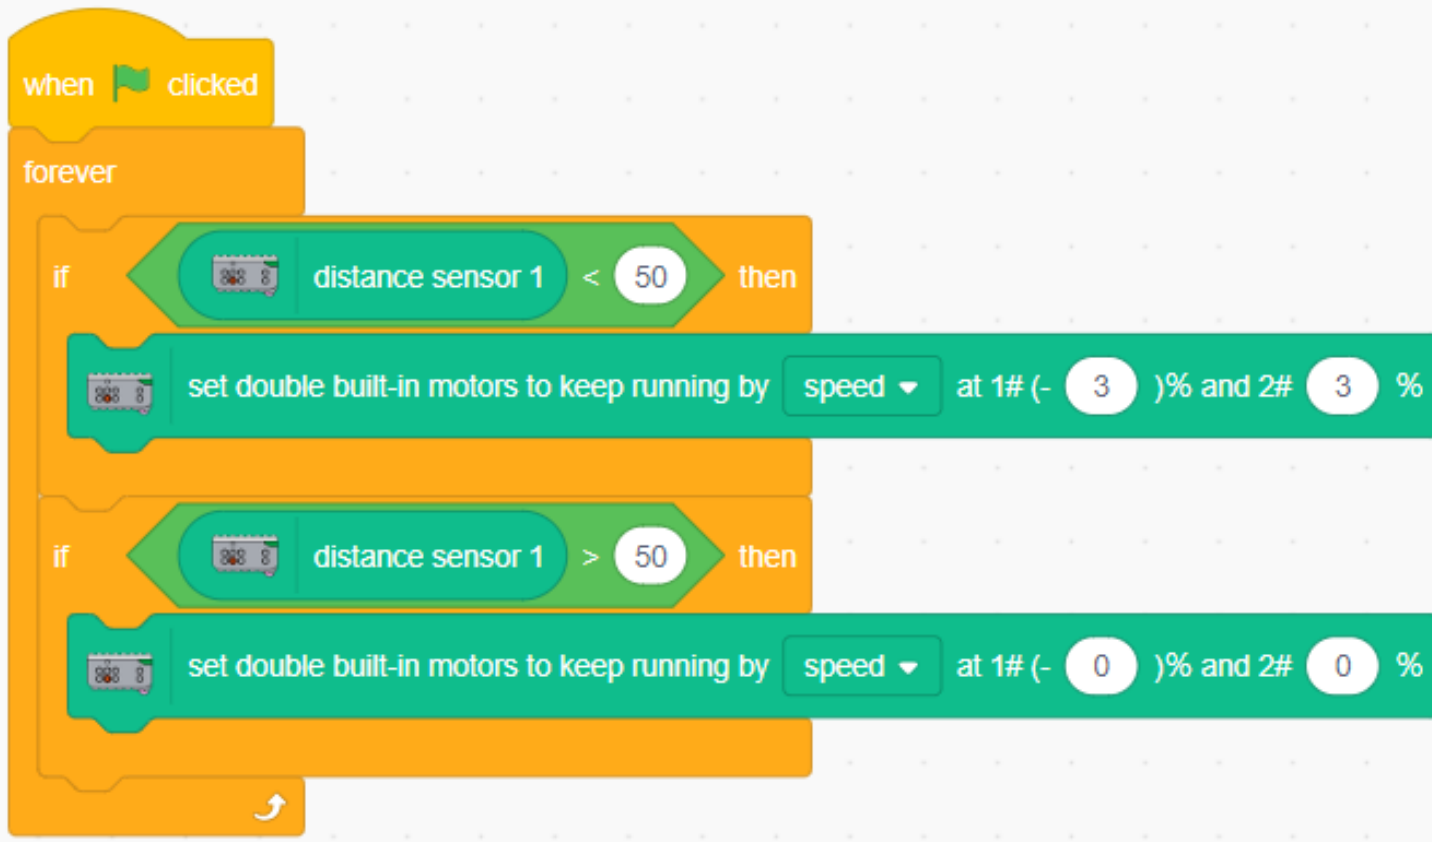 when clicked
forever
if distance sensor 1 < 50 then
set double built-in motors to keep running by speed at 1# (- 3 )% and 2# 3 %
if distance sensor 1 > 50 then
set double built-in motors to keep running by speed at 1# (- 0 )% and 2# 0 %